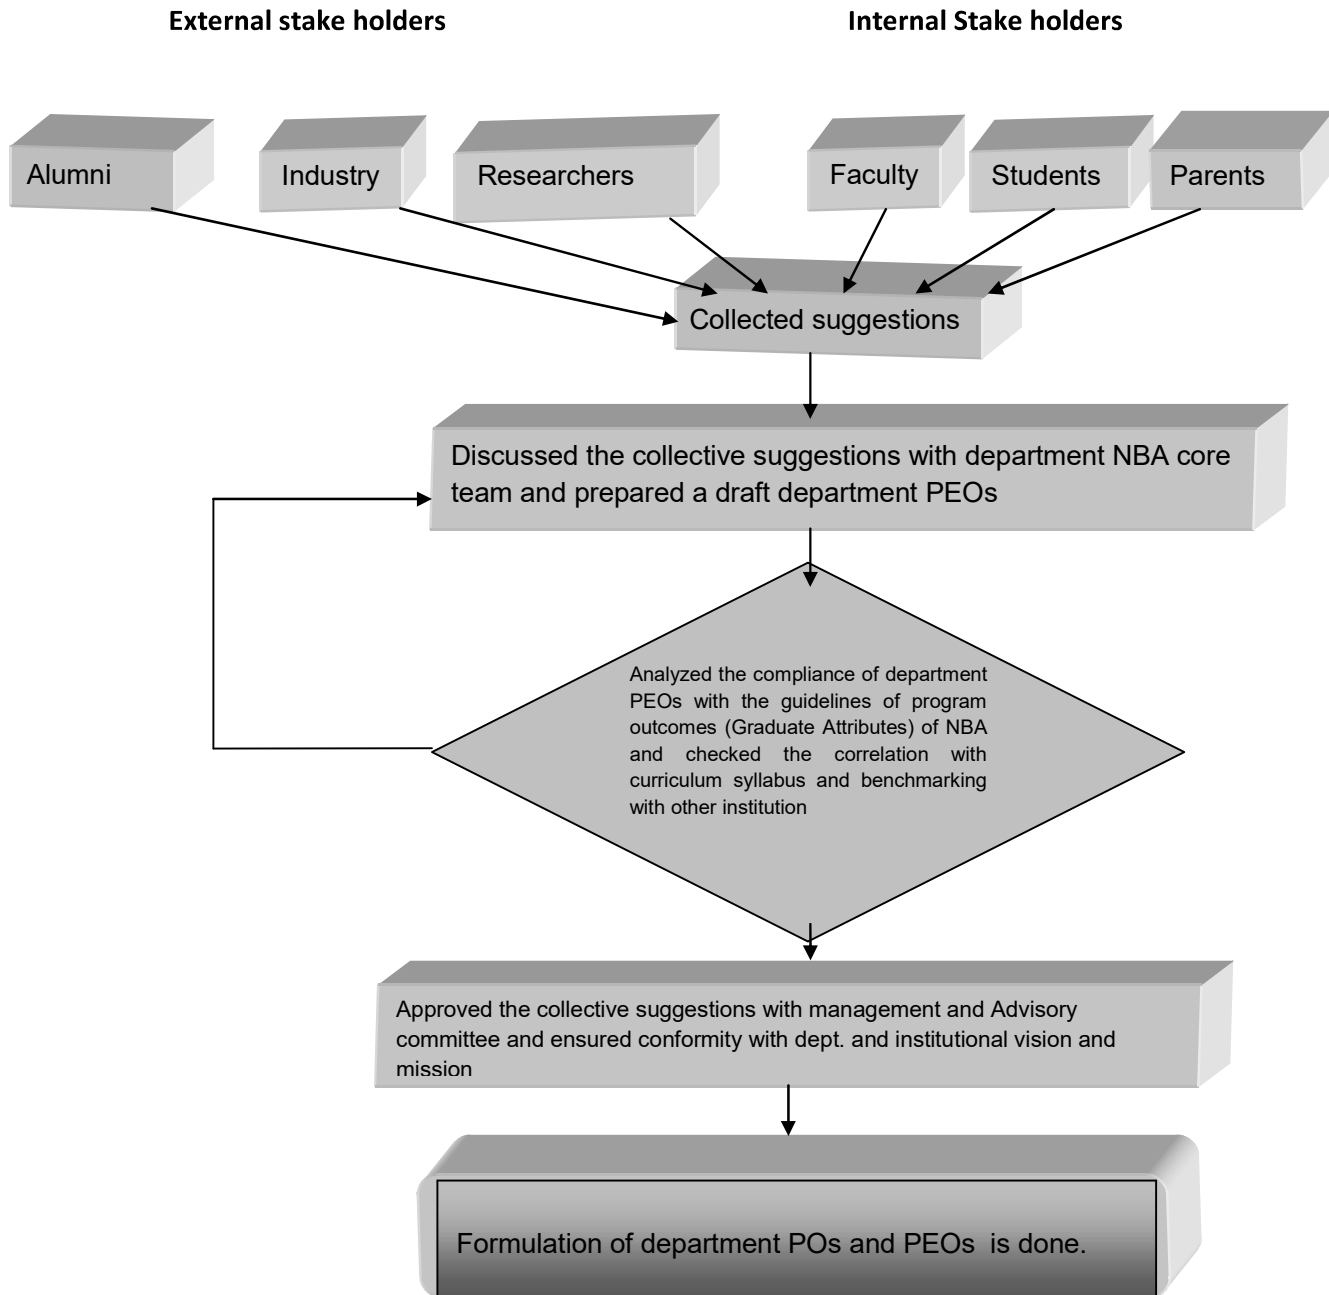 External stake holders
Internal Stake holders
Alumni
Industry
Researchers
Faculty
Students
Parents
Collected suggestions
Discussed the collective suggestions with department NBA core
team and prepared a draft department PEOs
Analyzed the compliance of department
PEOs with the guidelines of program
outcomes (Graduate Attributes) of NBA
and checked the correlation with
curriculum syllabus and benchmarking
with other institution
Approved the collective suggestions with management and Advisory
committee and ensured conformity with dept. and institutional vision and
mission
Formulation of department POs and PEOs  is done.